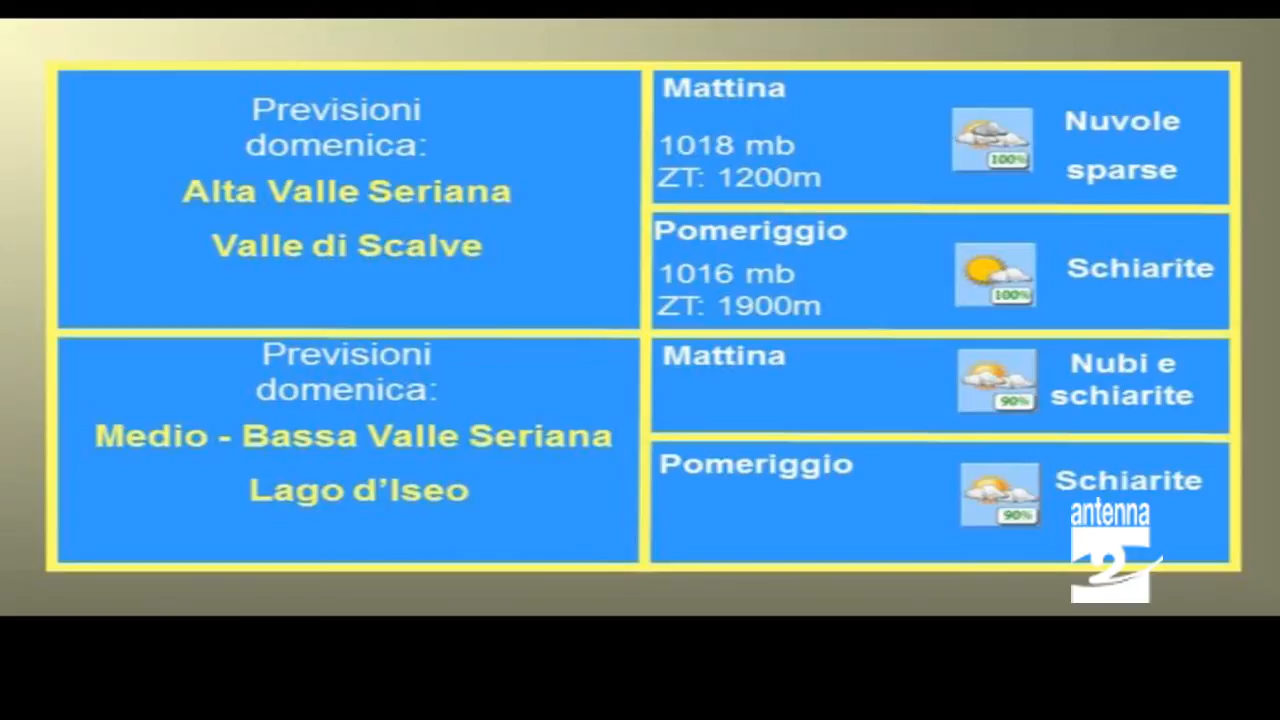 Previsioni
domenica:
Alta Valle Seriana
Valle di Scalve
Mattina
1018 mb
ZT: 1200m
100%
Nuvole
sparse
Pomeriggio
1016 mb
ZT: 1900m
100%
Schiarite
Previsioni
domenica:
Medio - Bassa Valle Seriana
Lago d’Iseo
Mattina
90%
Nubi e
schiarite
Pomeriggio
90%
Schiarite
antenna
2